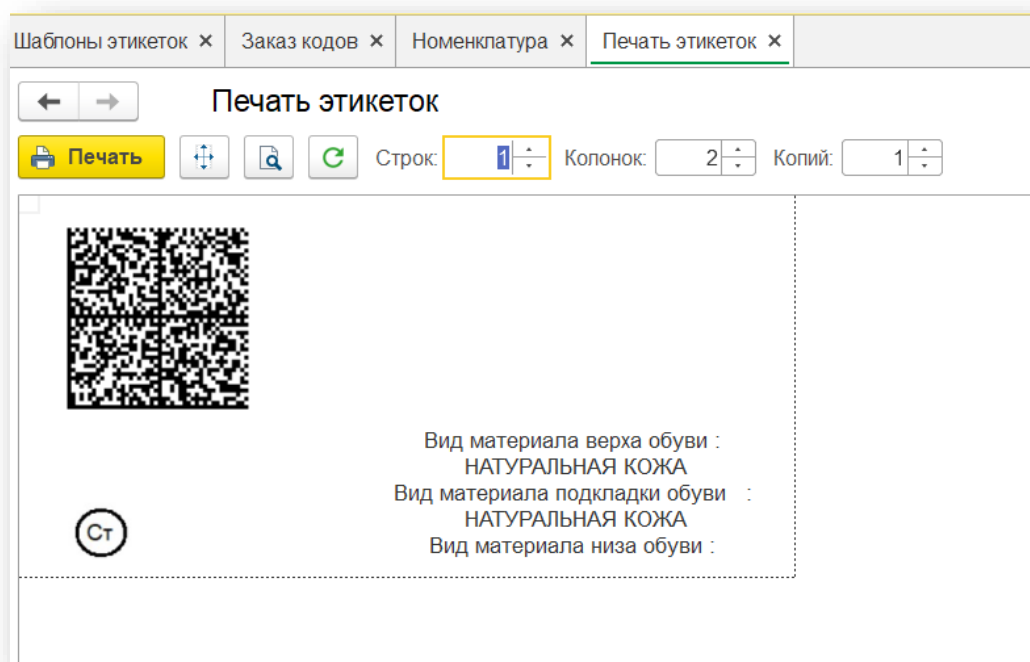 Шаблоны этикеток × Заказ кодов × Номенклатура × Печать этикеток ×
Печать этикеток
Печать Строк: 1 Колонок: 2 Копий: 1
Вид материала верха обуви :
НАТУРАЛЬНАЯ КОЖА
Вид материала подкладки обуви :
НАТУРАЛЬНАЯ КОЖА
Ст
Вид материала низа обуви :